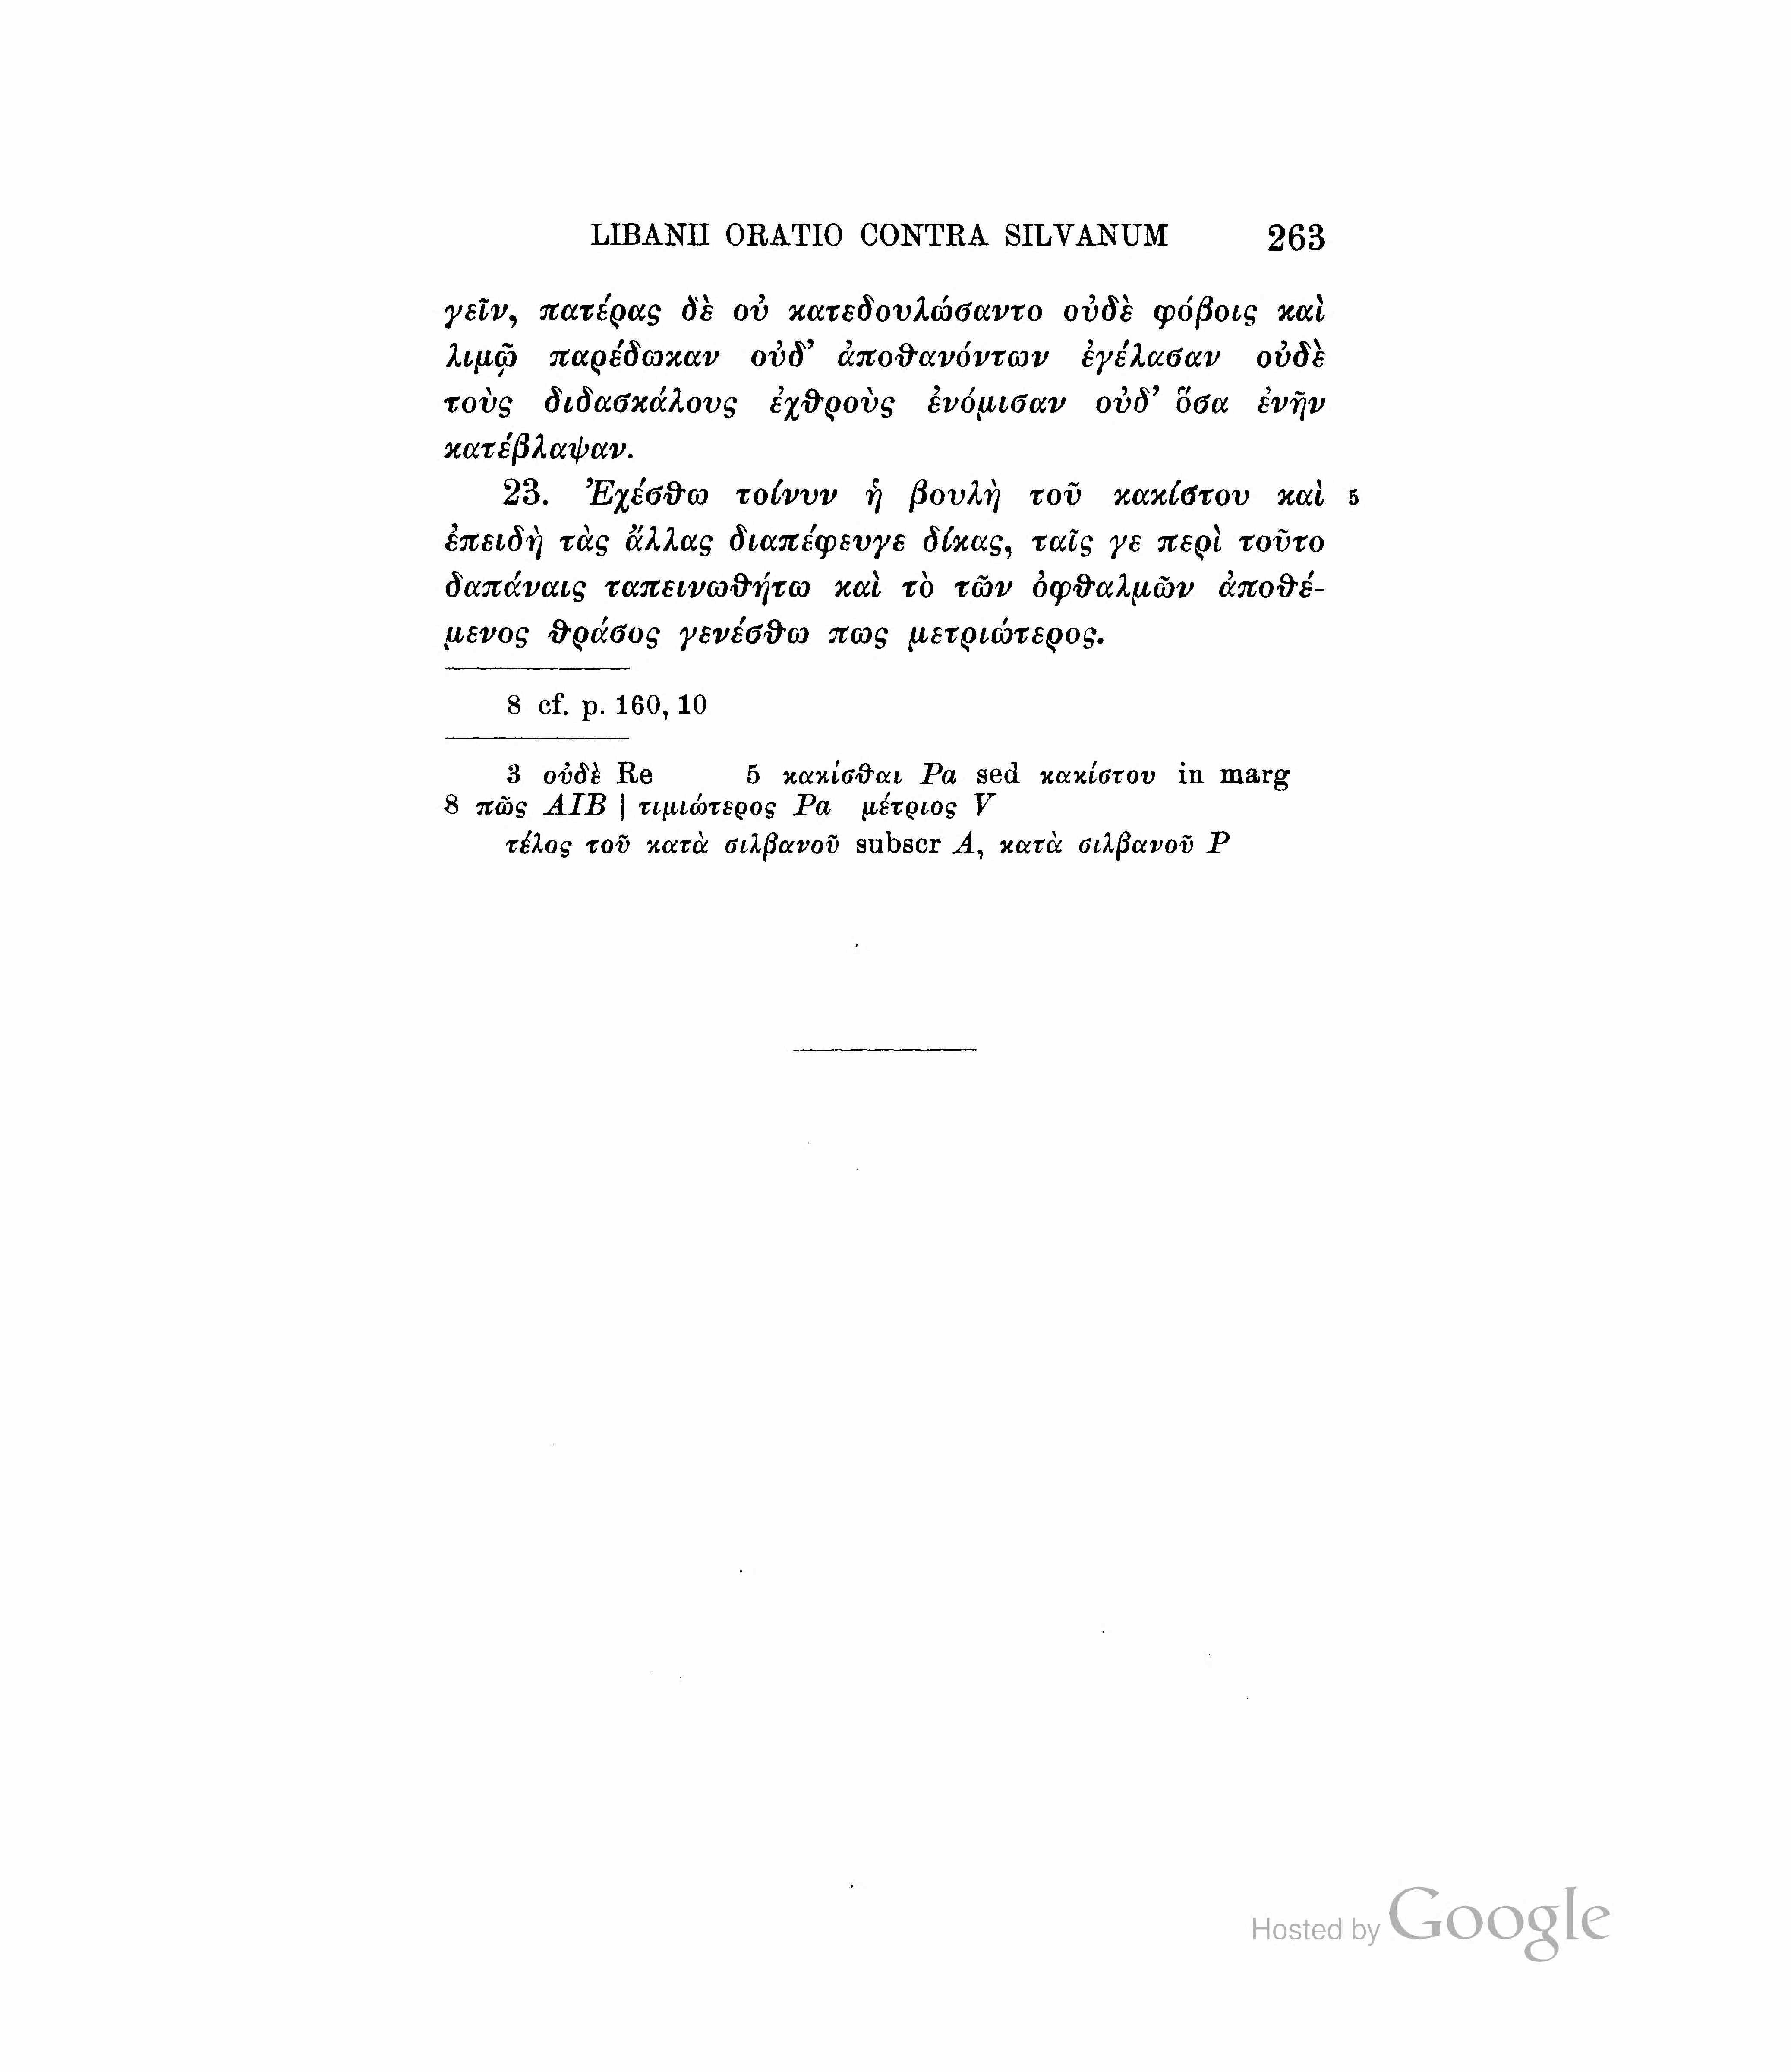 LIBANII ORATIO CONTRA SILVANUM 263
γεῖν, πατέρας δὲ οὐ κατεδουλώσαντο οὐδὲ φόβοις καὶ
λιμῷ παρέδωκαν οὐδ’ ἀποθανόντων ἐγέλασαν οὐδὲ
τοὺς διδασκάλους ἐχθροὺς ἐνόμισαν οὐδ’ ὅσα ἐνῆν
κατέβλαψαν.
23. Ἐχέσθω τοίνυν ἡ βουλὴ τοῦ κακίστου καὶ 5
ἐπειδὴ τὰς ἄλλας διαπέφευγε δίκας, ταῖς γε περὶ τοῦτο
δαπάναις ταπεινωθήτω καὶ τὸ τῶν ὀφθαλμῶν ἀποθέ-
μενος θράσος γενέσθω πως μετριώτερος.
8 cf. p. 160, 10
3 οὐδὲ Re 5 κακίσθαι Pa sed κακίστου in marg
8 πῶς AIB | τιμιώτερος Pa μέτριος V
τέλος τοῦ κατὰ σιλβανοῦ subscr A, κατὰ σιλβανοῦ P
Hosted by Google